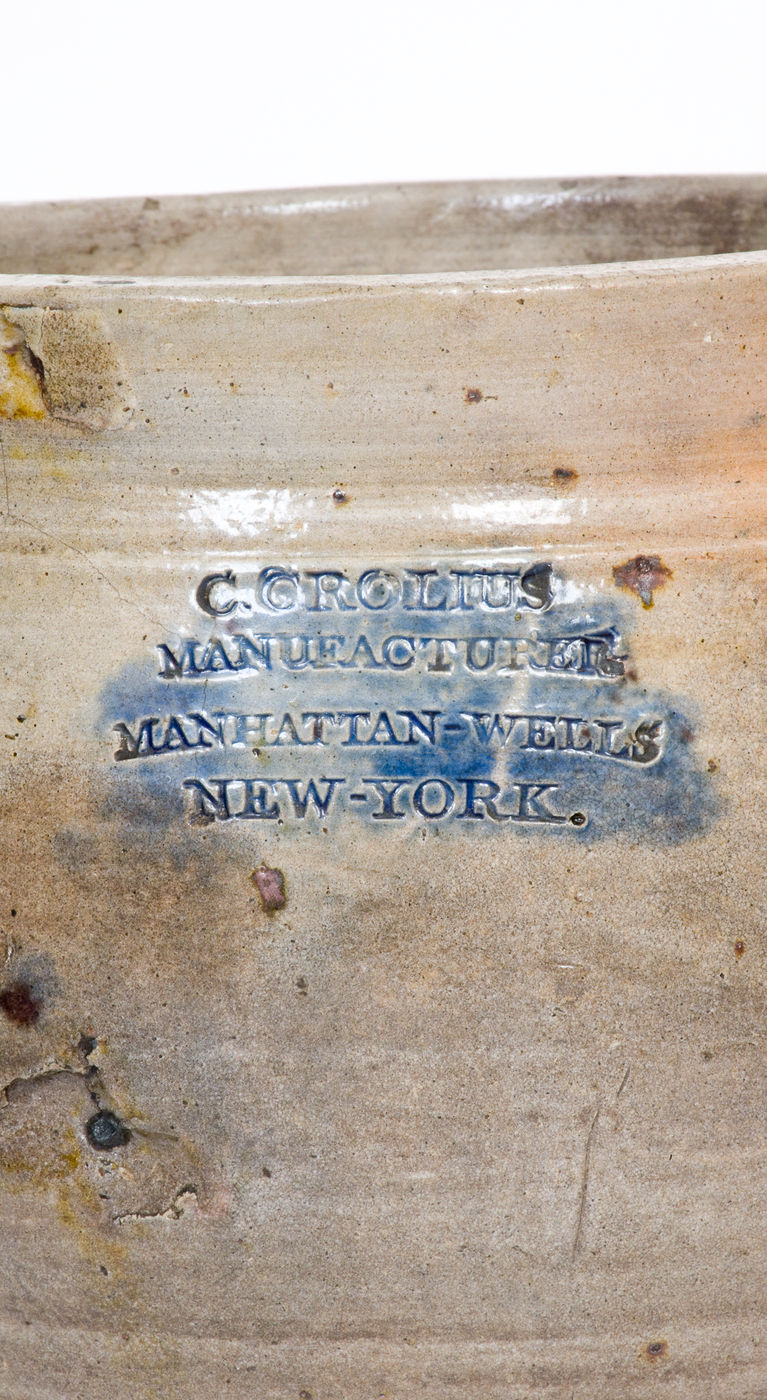 C. CROLIUS
MANUFACTURER
MANHATTAN-WELLS
NEW-YORK.